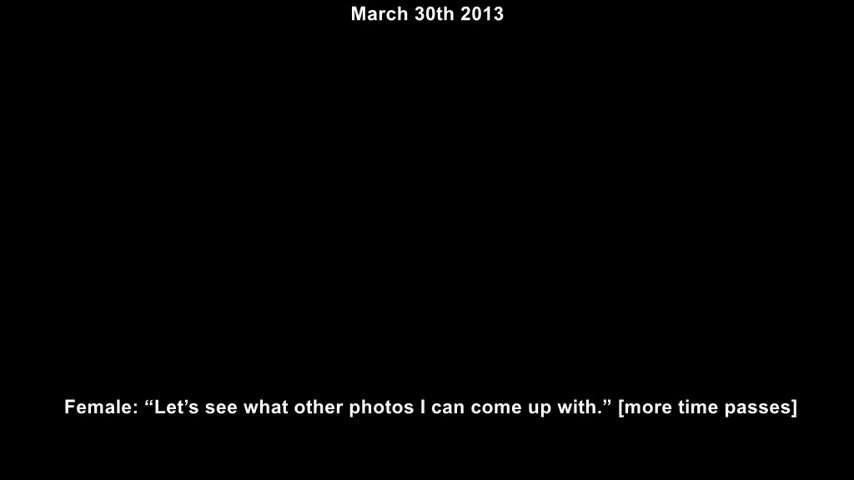 March 30th 2013
Female: “Let’s see what other photos I can come up with.” [more time passes]